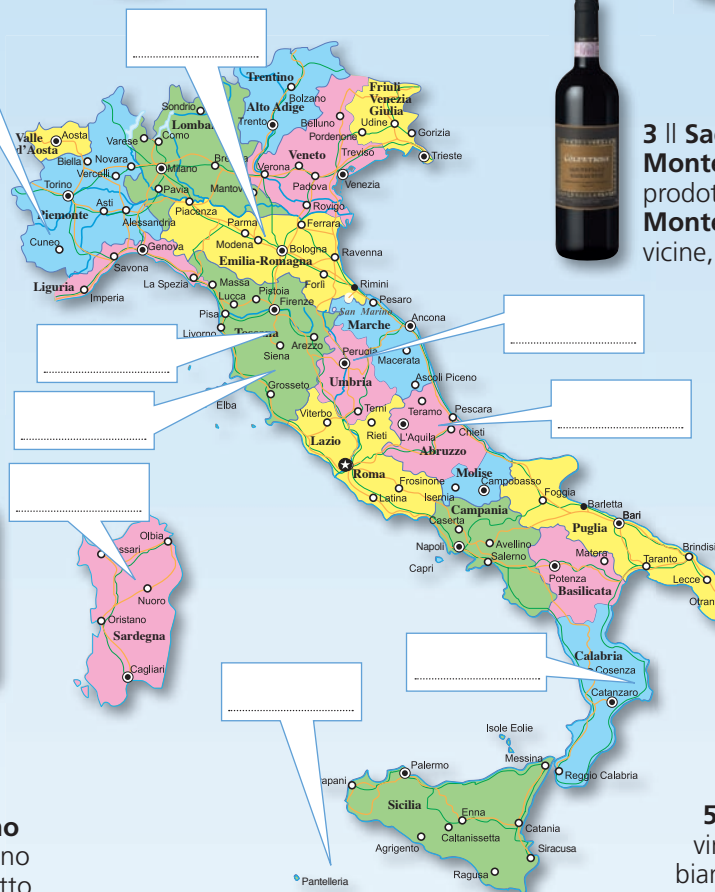 Trentino
Alto Adige
Bolzano
Trento
Friuli
Venezia
Giulia
Udine
Gorizia
Pordenone
Trieste
Belluno
Treviso
Veneto
Verona
Padova
Venezia
Rovigo
Sondrio
Como
Varese
Milano
Pavia
Aosta
Biella
Novara
Vercelli
Torino
Asti
Piemonte
Alessandria
Cuneo
Piacenza
Parma
Modena
Ferrara
Bologna
Ravenna
Emilia-Romagna
Forlì
Rimini
Genova
Savona
Liguria
Imperia
La Spezia
Massa
Lucca
Pistoia
Firenze
Pisa
Livorno
Siena
Arezzo
Grosseto
Elba
San Marino
Pesaro
Marche
Ancona
Macerata
Ascoli Piceno
Perugia
Umbria
Terni
Viterbo
Rieti
Lazio
Roma
Frosinone
Latina
Teramo
Pescara
L'Aquila
Chieti
Abruzzo
Molise
Campobasso
Isernia
Campania
Caserta
Napoli
Avellino
Salerno
Capri
Foggia
Barletta
Bari
Puglia
Brindisi
Taranto
Lecce
Matera
Potenza
Basilicata
Calabria
Cosenza
Catanzaro
Reggio Calabria
Olbia
Nuoro
Oristano
Sardegna
Cagliari
Isole Eolie
Messina
Palermo
Sicilia
Enna
Caltanissetta
Catania
Agrigento
Siracusa
Ragusa
Pantelleria
3 Il
prodot
vicine,
5